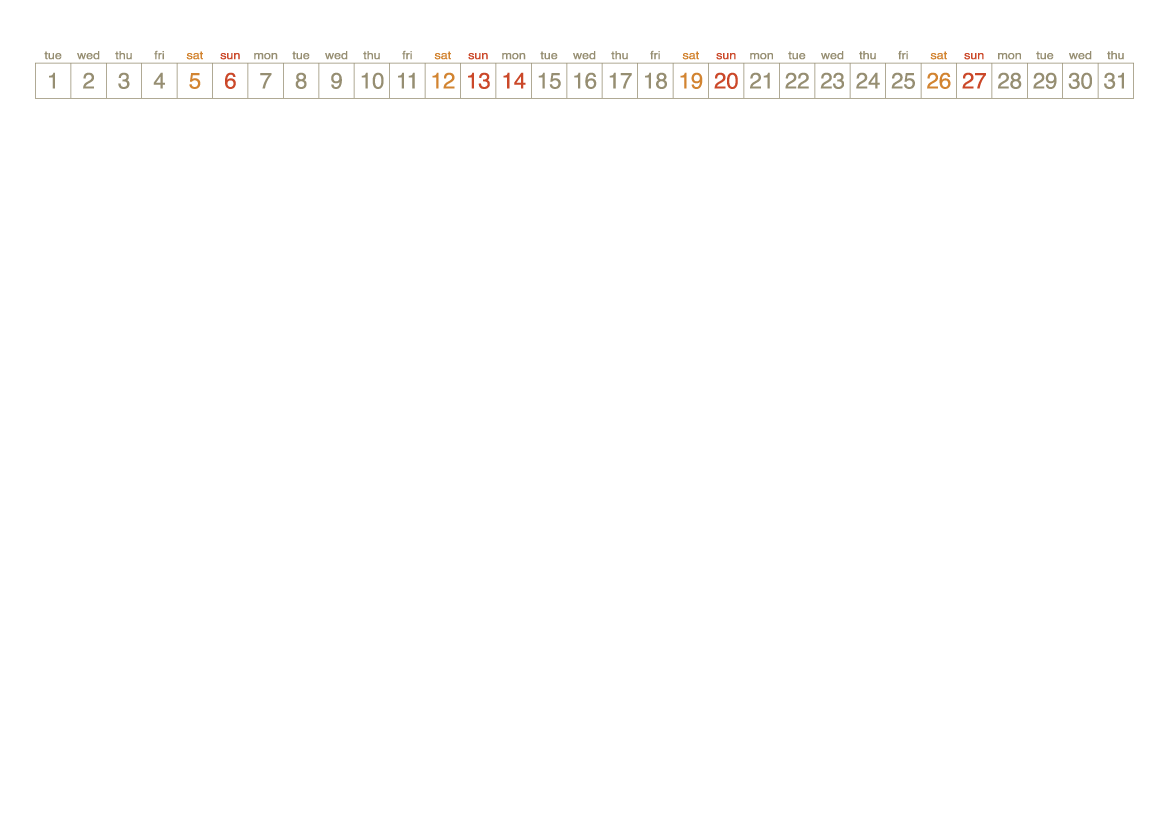 tue wed thu fri sat sun mon tue wed thu fri sat sun mon tue wed thu fri sat sun mon tue wed thu fri sat sun mon tue wed thu
1 2 3 4 5 6 7 8 9 10 11 12 13 14 15 16 17 18 19 20 21 22 23 24 25 26 27 28 29 30 31